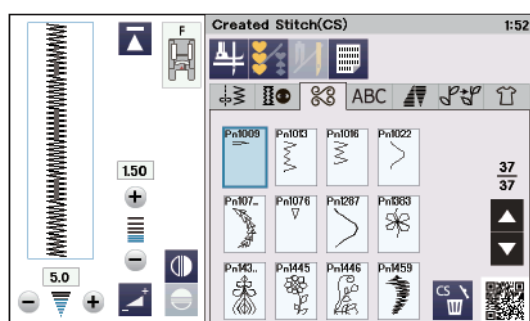 F
1.50
5.0
Created Stitch(CS)
1:52
ABC
Pn1009 Pn1013 Pn1016 Pn1022
Pn107.. Pn1076 Pn1287 Pn1383
Pn143.. Pn1445 Pn1446 Pn1459
37
37
CS